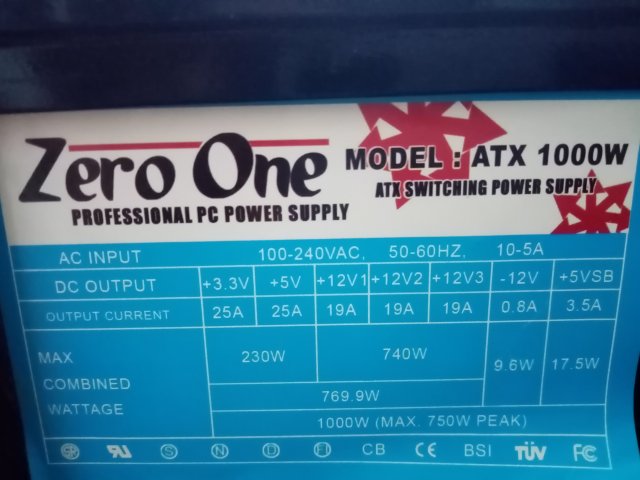 Zero One
PROFESSIONAL PC POWER SUPPLY
MODEL : ATX 1000W
ATX SWITCHING POWER SUPPLY
AC INPUT 100-240VAC, 50-60HZ, 10-5A
DC OUTPUT +3.3V +5V +12V1 +12V2 +12V3 -12V +5VSB
OUTPUT CURRENT 25A 25A 19A 19A 19A 0.8A 3.5A
MAX COMBINED WATTAGE 230W 740W 9.6W 17.5W
769.9W
1000W (MAX. 750W PEAK)
S N D FI CB CE BSI TÜV FC